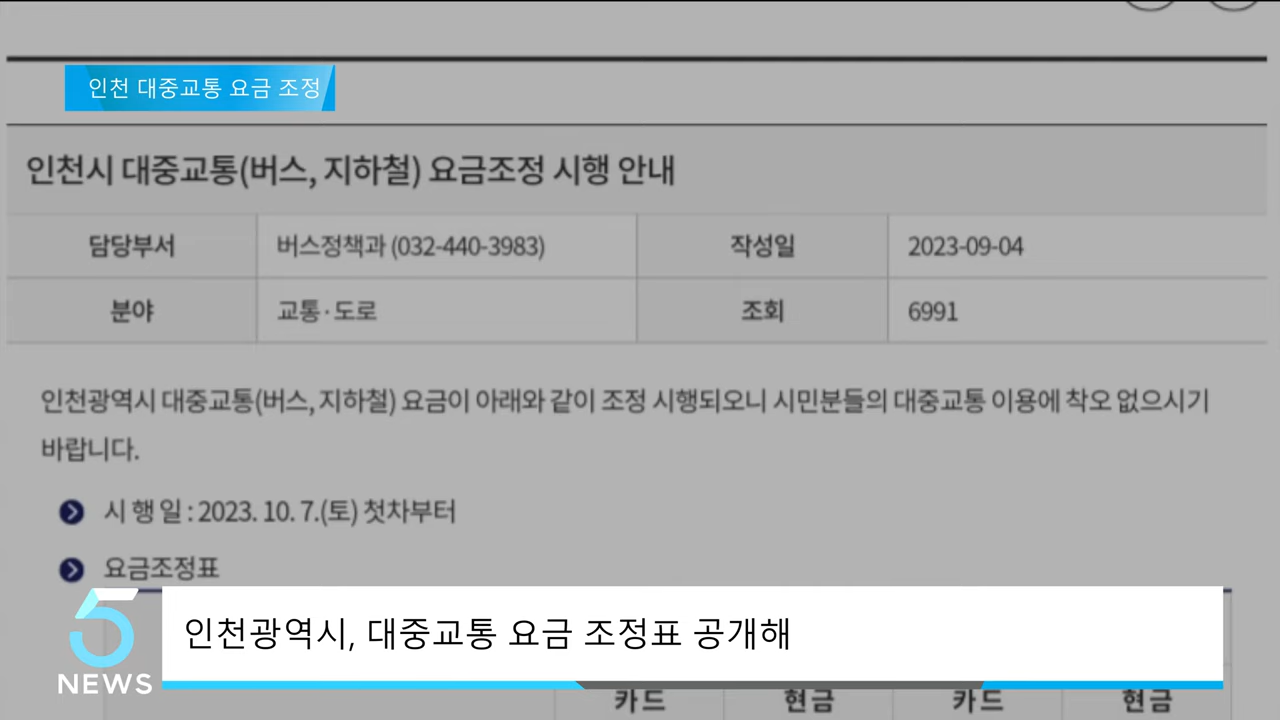 인천 대중교통 요금 조정
인천시 대중교통(버스, 지하철) 요금조정 시행 안내
담당부서 버스정책과 (032-440-3983) 작성일 2023-09-04
분야 교통·도로 조회 6991
인천광역시 대중교통(버스, 지하철) 요금이 아래와 같이 조정 시행되오니 시민분들의 대중교통 이용에 착오 없으시기
바랍니다.
시 행 일 : 2023. 10. 7.(토) 첫차부터
요금조정표
5
NEWS
인천광역시, 대중교통 요금 조정표 공개해
카드 현금 카드 현금